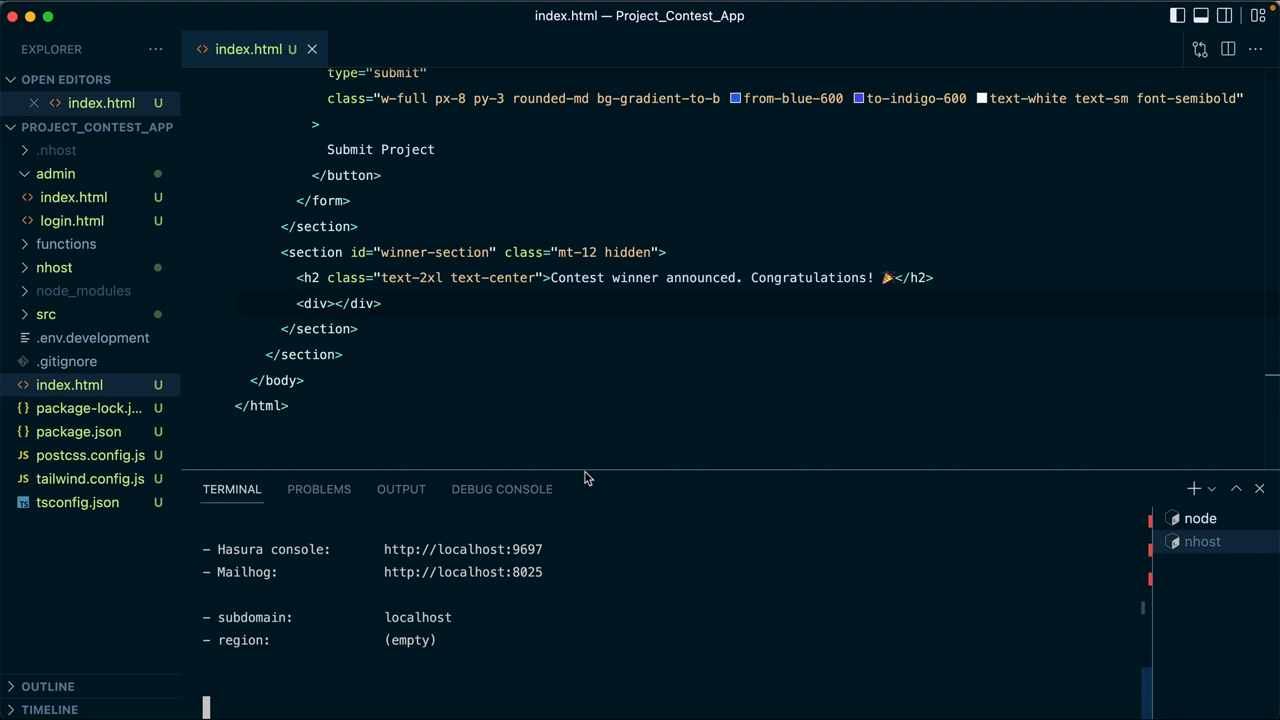 index.html — Project_Contest_App
EXPLORER ···
OPEN EDITORS
index.html U
PROJECT_CONTEST_APP
.nhost
admin
index.html U
login.html U
functions
nhost
node_modules
src
.env.development
.gitignore
index.html U
package-lock.j... U
package.json U
JS postcss.config.js U
JS tailwind.config.js U
TS tsconfig.json U
OUTLINE
TIMELINE
index.html U
type="submit"
class="w-full px-8 py-3 rounded-md bg-gradient-to-b from-blue-600 to-indigo-600 text-white text-sm font-semibold"
>
Submit Project
</button>
</form>
</section>
<section id="winner-section" class="mt-12 hidden">
<h2 class="text-2xl text-center">Contest winner announced. Congratulations! 🎉</h2>
<div></div>
</section>
</section>
</body>
</html>
TERMINAL PROBLEMS OUTPUT DEBUG CONSOLE
- Hasura console: http://localhost:9697
- Mailhog: http://localhost:8025
- subdomain: localhost
- region: (empty)
node
nhost